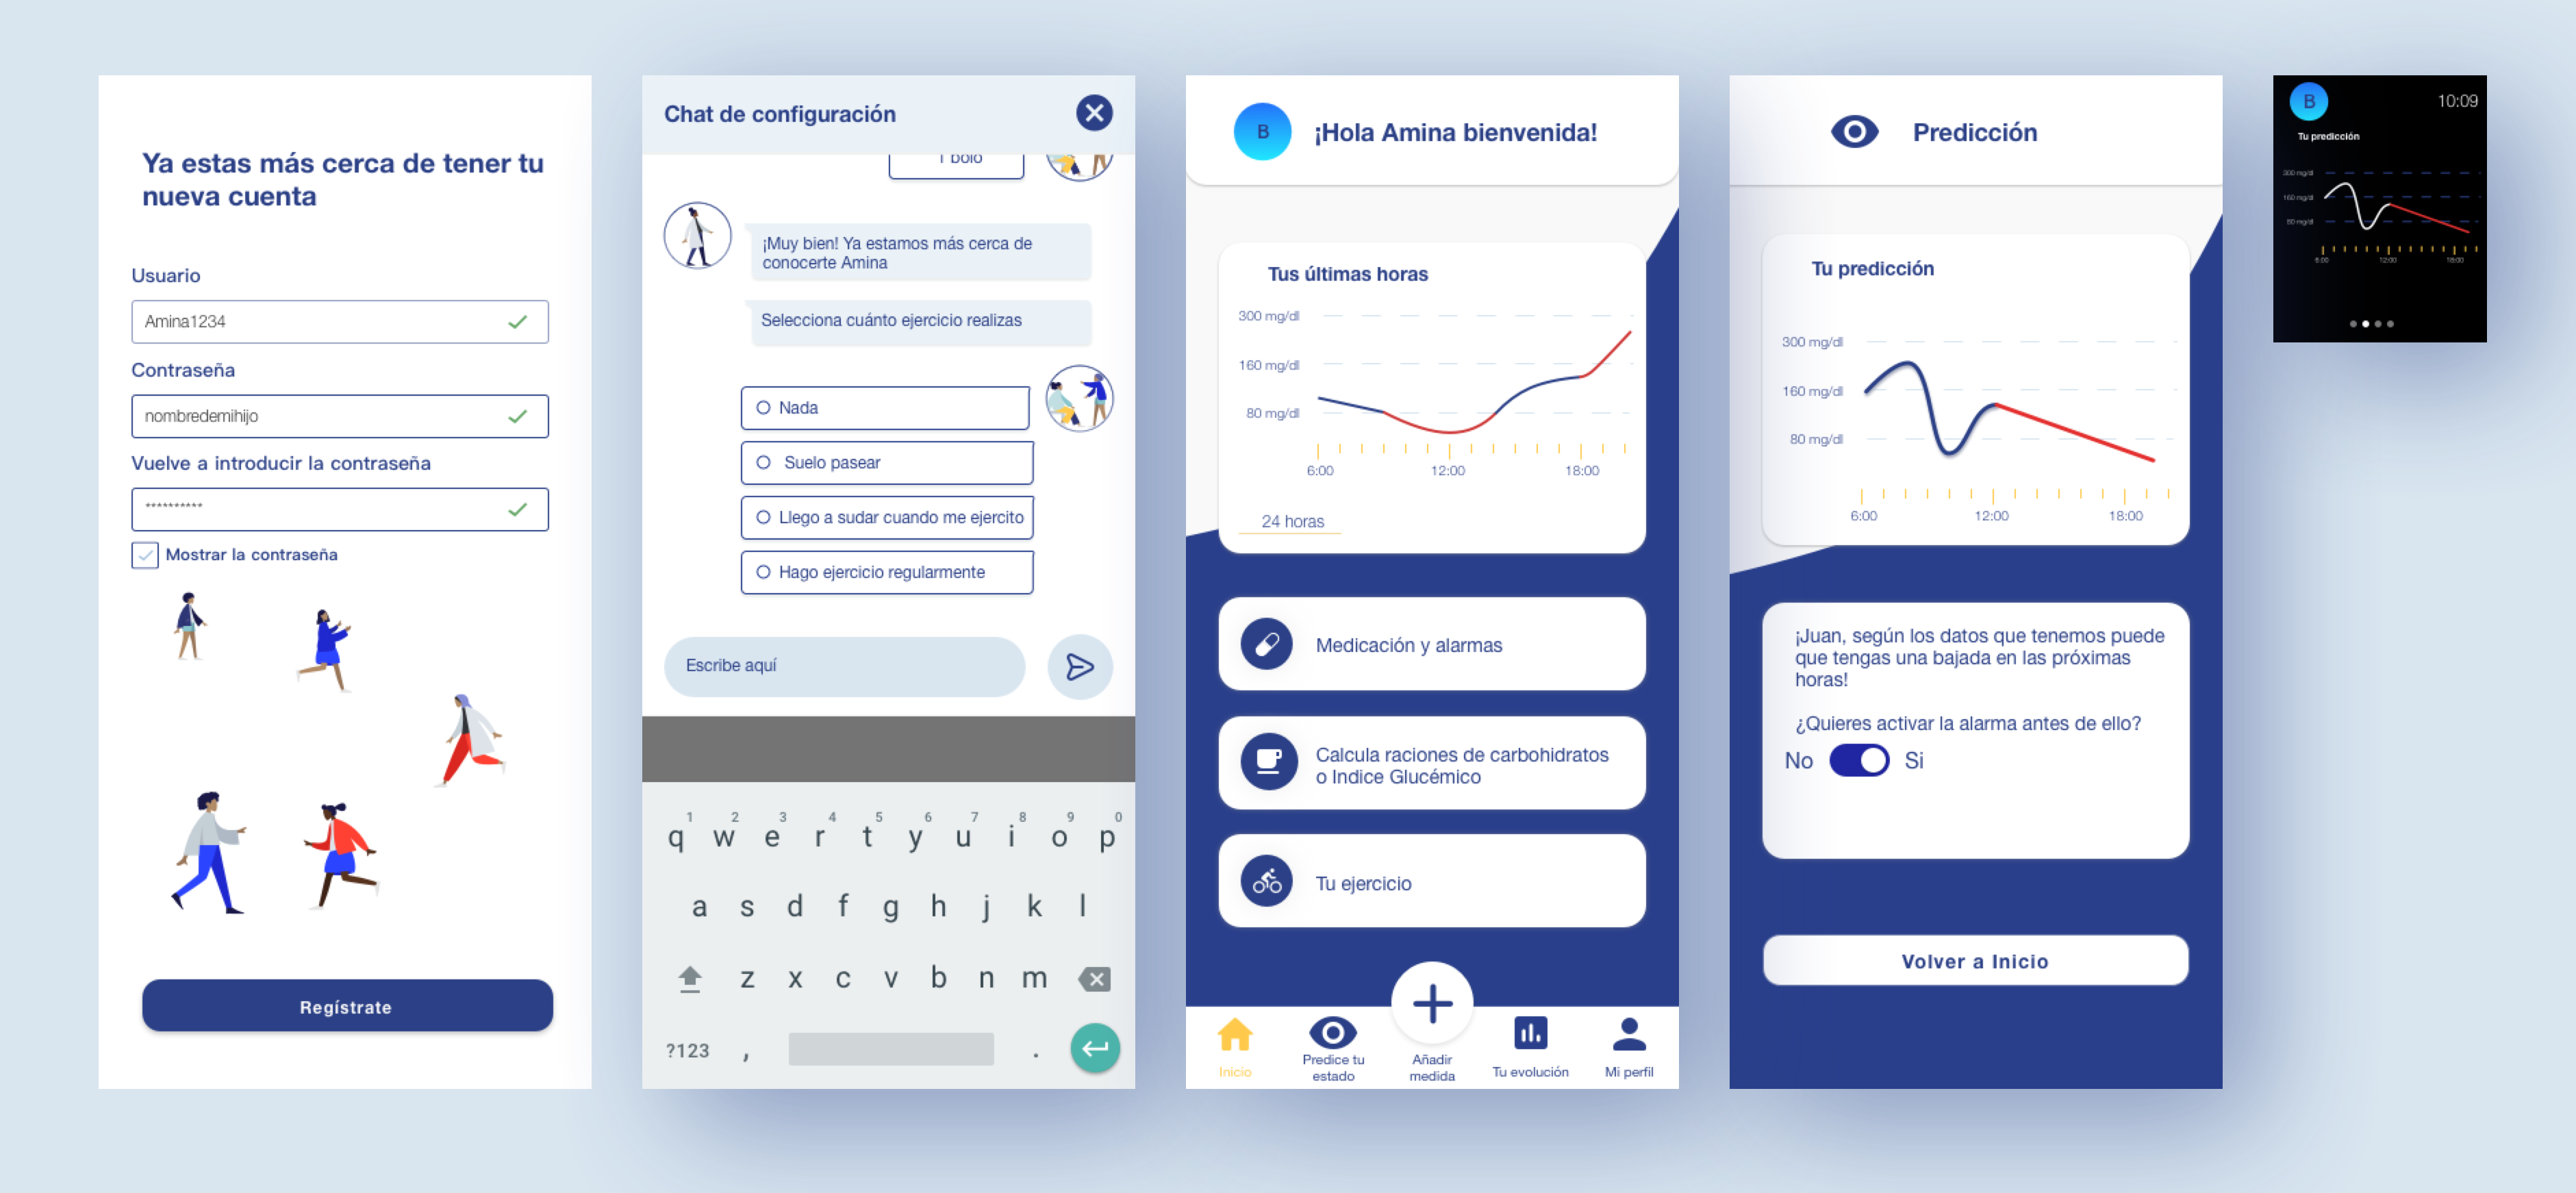 Ya estas más cerca de tener tu
nueva cuenta
Usuario
Amina1234
Contraseña
nombredemihijo
Vuelve a introducir la contraseña
**********
Mostrar la contraseña
Regístrate
Chat de configuración
1 bolo
¡Muy bien! Ya estamos más cerca de
conocerte Amina
Selecciona cuánto ejercicio realizas
Nada
Suelo pasear
Llego a sudar cuando me ejercito
Hago ejercicio regularmente
Escribe aquí
1 2 3 4 5 6 7 8 9 0
q w e r t y u i o p
a s d f g h j k l
z x c v b n m
?123 , .
B
¡Hola Amina bienvenida!
Tus últimas horas
300 mg/dl
160 mg/dl
80 mg/dl
6:00 12:00 18:00
24 horas
Medicación y alarmas
Calcula raciones de carbohidratos
o Indice Glucémico
Tu ejercicio
Inicio
Predice tu
estado
Añadir
medida
Tu evolución
Mi perfil
Predicción
Tu predicción
300 mg/dl
160 mg/dl
80 mg/dl
6:00 12:00 18:00
¡Juan, según los datos que tenemos puede
que tengas una bajada en las próximas
horas!
¿Quieres activar la alarma antes de ello?
No Si
Volver a Inicio
B
10:09
Tu predicción
300 mg/dl
160 mg/dl
80 mg/dl
6:00 12:00 18:00